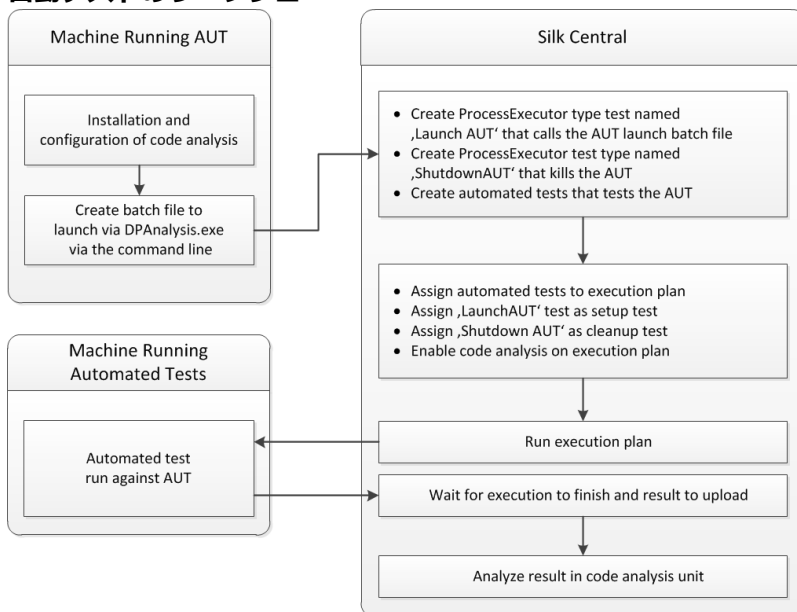 Machine Running AUT
Installation and
configuration of code analysis
Create batch file to
launch via DPAnalysis.exe
via the command line
Silk Central
• Create ProcessExecutor type test named
‚Launch AUT‘ that calls the AUT launch batch file
• Create ProcessExecutor test type named
‚ShutdownAUT‘ that kills the AUT
• Create automated tests that tests the AUT
• Assign automated tests to execution plan
• Assign ‚LaunchAUT‘ test as setup test
• Assign ‚Shutdown AUT‘ as cleanup test
• Enable code analysis on execution plan
Machine Running
Automated Tests
Automated test
run against AUT
Run execution plan
Wait for execution to finish and result to upload
Analyze result in code analysis unit